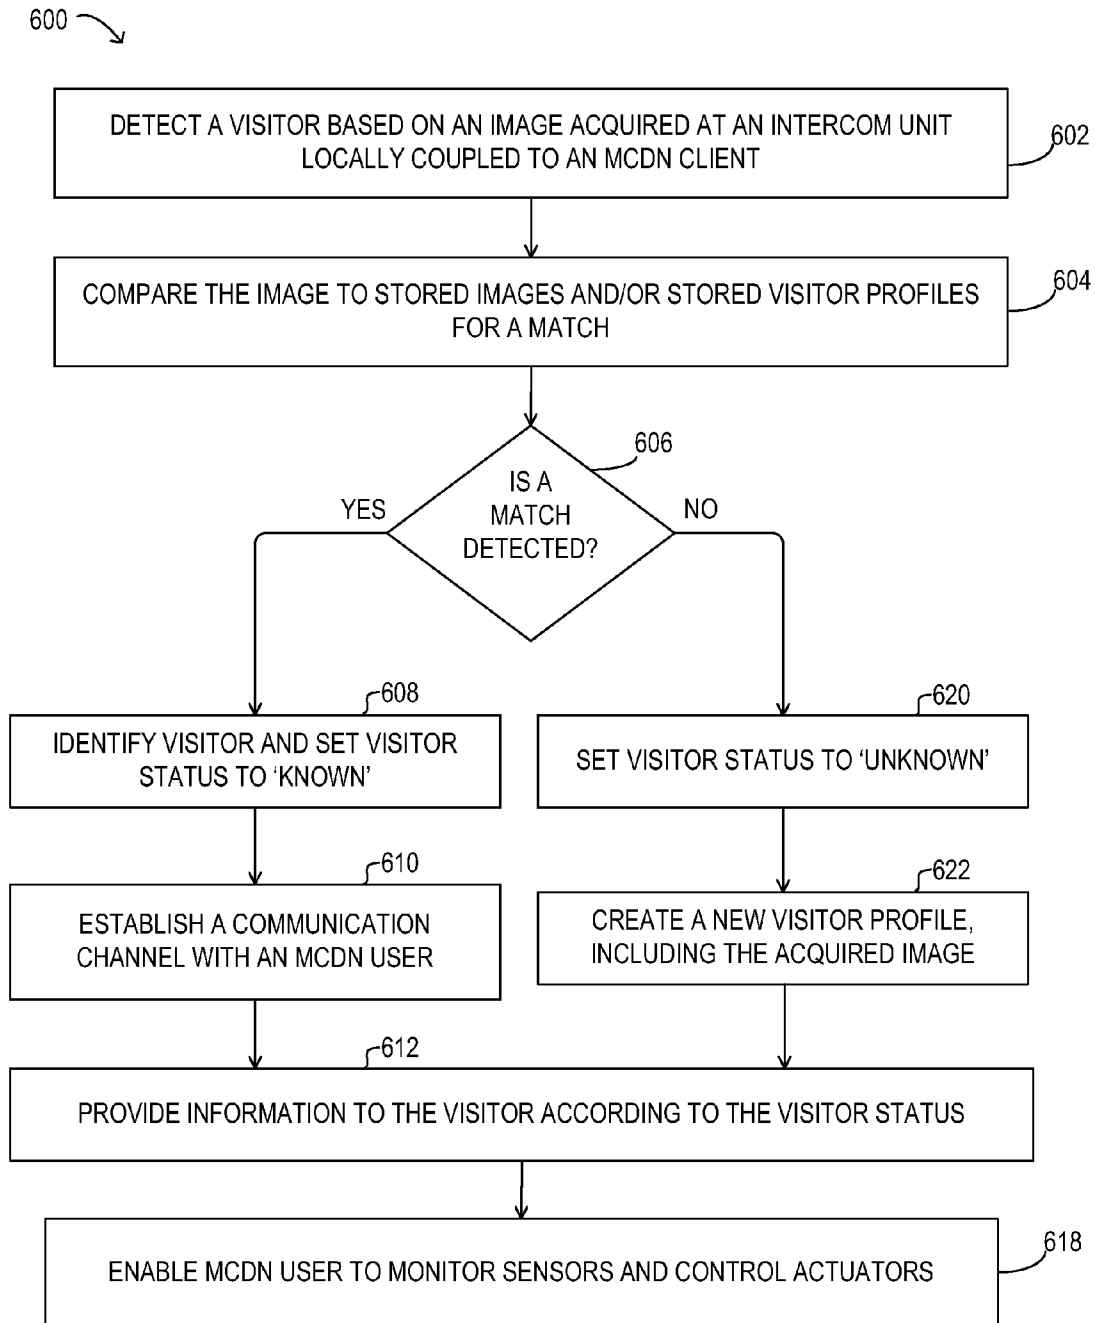 600
DETECT A VISITOR BASED ON AN IMAGE ACQUIRED AT AN INTERCOM UNIT
LOCALLY COUPLED TO AN MCDN CLIENT
602
COMPARE THE IMAGE TO STORED IMAGES AND/OR STORED VISITOR PROFILES
FOR A MATCH
604
606
IS A
MATCH
DETECTED?
YES
NO
608
IDENTIFY VISITOR AND SET VISITOR
STATUS TO ‘KNOWN’
620
SET VISITOR STATUS TO ‘UNKNOWN’
610
ESTABLISH A COMMUNICATION
CHANNEL WITH AN MCDN USER
622
CREATE A NEW VISITOR PROFILE,
INCLUDING THE ACQUIRED IMAGE
612
PROVIDE INFORMATION TO THE VISITOR ACCORDING TO THE VISITOR STATUS
ENABLE MCDN USER TO MONITOR SENSORS AND CONTROL ACTUATORS
618